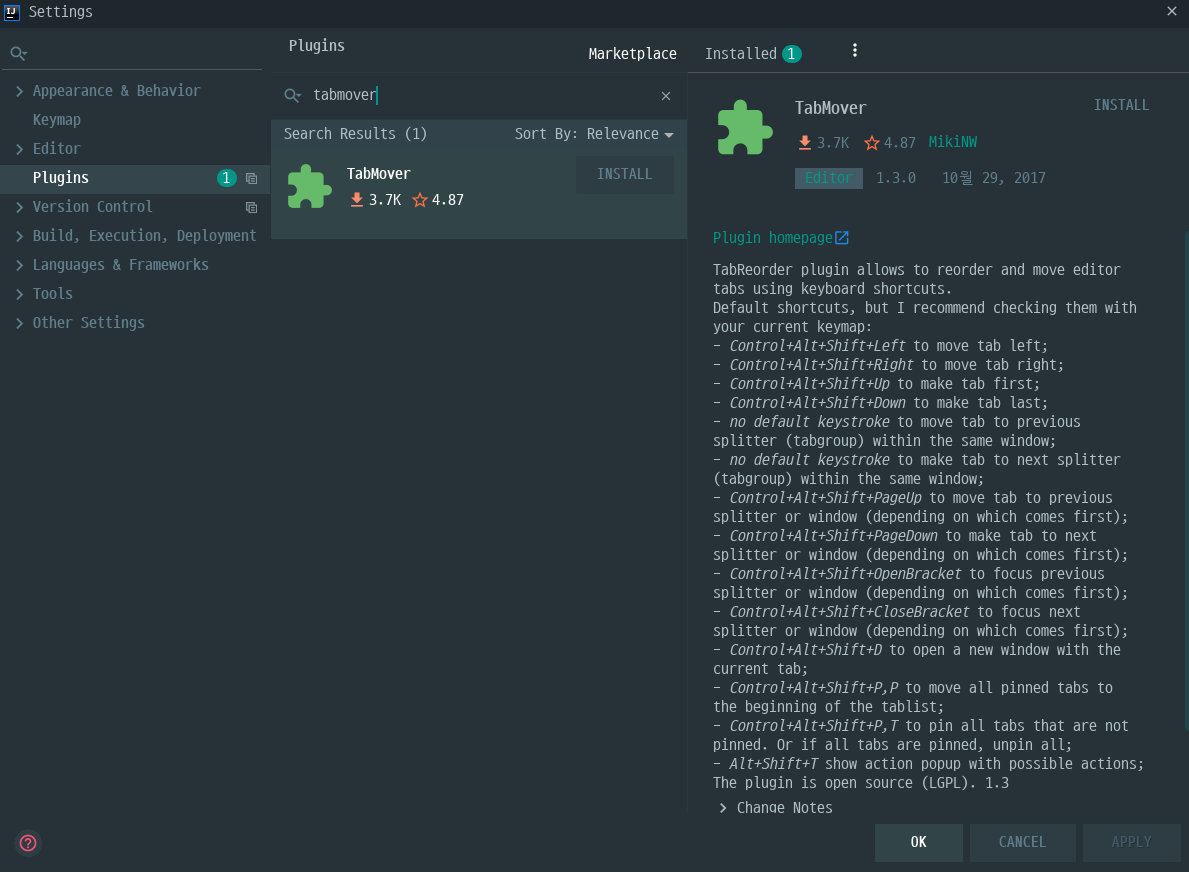 IJ Settings
Plugins
Marketplace
Installed 1
Appearance & Behavior
Keymap
Editor
Plugins 1
Version Control
Build, Execution, Deployment
Languages & Frameworks
Tools
Other Settings
tabmover
Search Results (1) Sort By: Relevance
TabMover INSTALL
3.7K 4.87
TabMover INSTALL
3.7K 4.87 MikiNW
Editor 1.3.0 10월 29, 2017
Plugin homepage
TabReorder plugin allows to reorder and move editor
tabs using keyboard shortcuts.
Default shortcuts, but I recommend checking them with
your current keymap:
- Control+Alt+Shift+Left to move tab left;
- Control+Alt+Shift+Right to move tab right;
- Control+Alt+Shift+Up to make tab first;
- Control+Alt+Shift+Down to make tab last;
- no default keystroke to move tab to previous
splitter (tabgroup) within the same window;
- no default keystroke to make tab to next splitter
(tabgroup) within the same window;
- Control+Alt+Shift+PageUp to move tab to previous
splitter or window (depending on which comes first);
- Control+Alt+Shift+PageDown to make tab to next
splitter or window (depending on which comes first);
- Control+Alt+Shift+OpenBracket to focus previous
splitter or window (depending on which comes first);
- Control+Alt+Shift+CloseBracket to focus next
splitter or window (depending on which comes first);
- Control+Alt+Shift+D to open a new window with the
current tab;
- Control+Alt+Shift+P,P to move all pinned tabs to
the beginning of the tablist;
- Control+Alt+Shift+P,T to pin all tabs that are not
pinned. Or if all tabs are pinned, unpin all;
- Alt+Shift+T show action popup with possible actions;
The plugin is open source (LGPL). 1.3
Change Notes
?
OK CANCEL APPLY